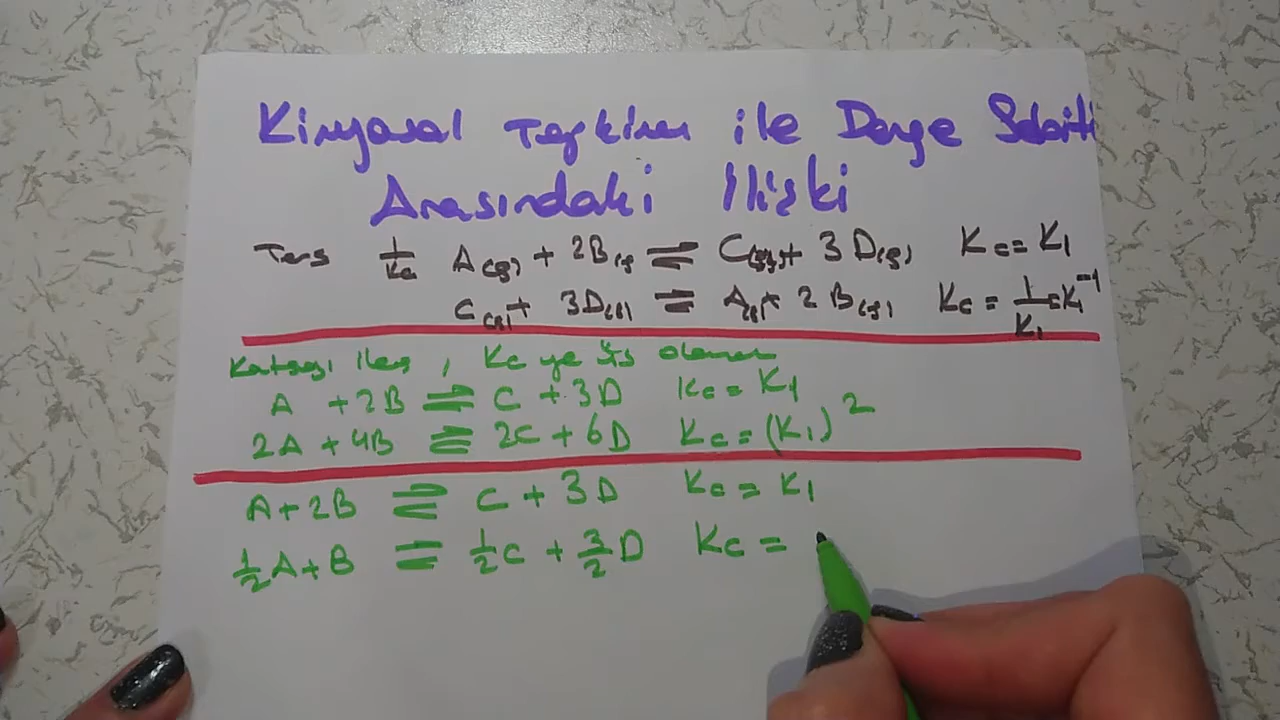 Kimyasal Tepkime ile Denge Sabiti
Arasındaki İlişki
Ters 1/Kc A(g) + 2B(g ⇌ C(g)+ 3D(g) Kc = K1
C(g)+ 3D(g) ⇌ A(g)+ 2B(g) Kc = 1/K1 = K1^-1
Katsayı ile , Kc ye üs olarak
A + 2B ⇌ C + 3D Kc = K1
2A + 4B ⇌ 2C + 6D Kc = (K1)^2
A + 2B ⇌ C + 3D Kc = K1
1/2 A + B ⇌ 1/2 C + 3/2 D Kc =